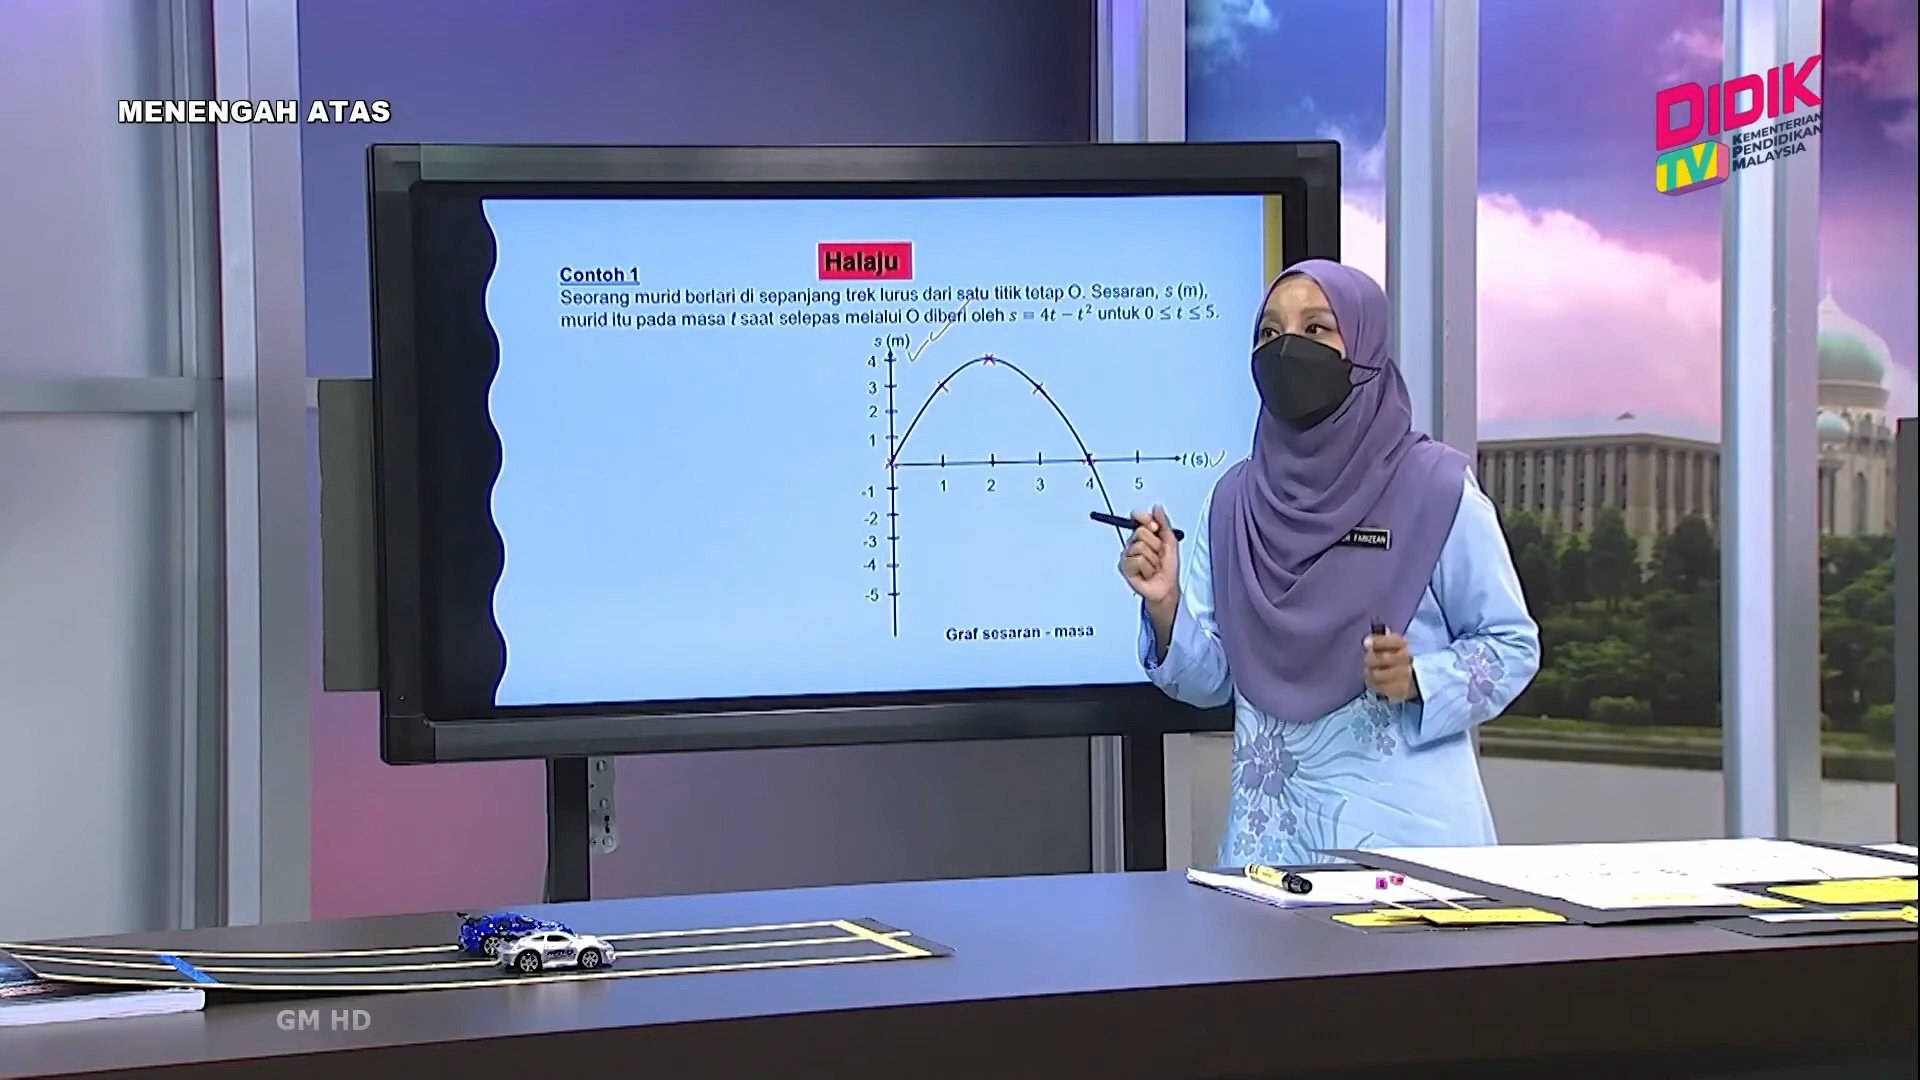 MENENGAH ATAS
DIDIK
TV
KEMENTERIAN
PENDIDIKAN
MALAYSIA
Halaju
Contoh 1
Seorang murid berlari di sepanjang trek lurus dari satu titik tetap O. Sesaran, s (m),
murid itu pada masa t saat selepas melalui O diberi oleh s = 4t − t² untuk 0 ≤ t ≤ 5.
s (m)
4
3
2
1
t (s)
-1
1 2 3 4 5
-2
-3
-4
-5
Graf sesaran - masa
GM HD